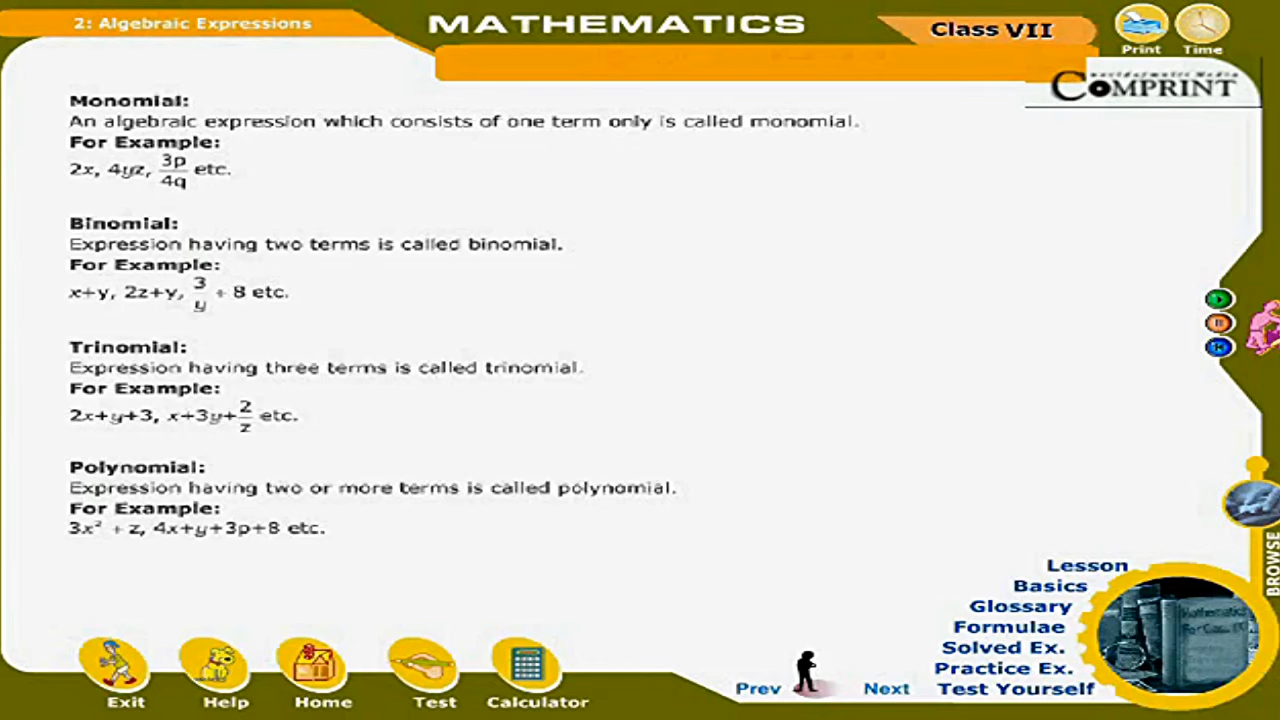 2: Algebraic Expressions
MATHEMATICS
Class VII
Print
Time
COMPRINT
Monomial:
An algebraic expression which consists of one term only is called monomial.
For Example:
2x, 4yz, 3p/4q etc.
Binomial:
Expression having two terms is called binomial.
For Example:
x+y, 2z+y, 3/y + 8 etc.
Trinomial:
Expression having three terms is called trinomial.
For Example:
2x+y+3, x+3y+2/z etc.
Polynomial:
Expression having two or more terms is called polynomial.
For Example:
3x² + z, 4x+y+3p+8 etc.
BROWSE
Lesson
Basics
Glossary
Formulae
Solved Ex.
Practice Ex.
Test Yourself
Mathematics
Prev
Next
Exit
Help
Home
Test
Calculator